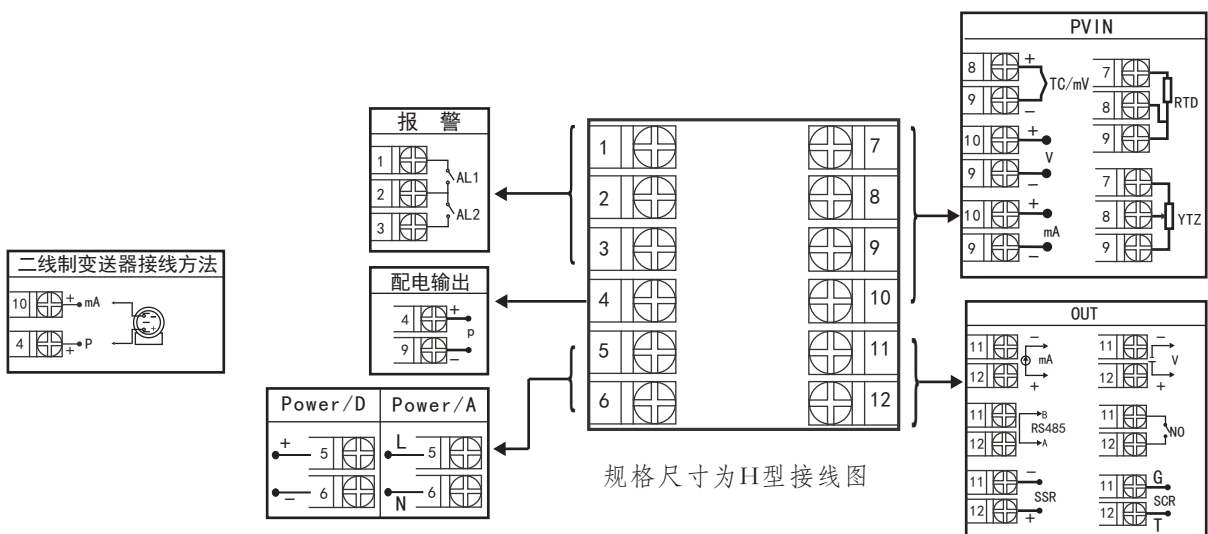 二线制变送器接线方法
10 + mA
4 + P
- - +
报 警
1
2
3
AL1
AL2
配电输出
4 +
p
9 -
Power/D Power/A
+ 5 L 5
- 6 N 6
1 7
2 8
3 9
4 10
5 11
6 12
规格尺寸为H型接线图
PVIN
8 + TC/mV
9 -
10 + V
9 -
10 + mA
9 -
7
8 RTD
9
7
8 YTZ
9
OUT
11 - mA
12 +
11 - V
12 +
11 B
RS485
12 A
11
NO
12
11 -
SSR
12 +
11 G
SCR
12 T